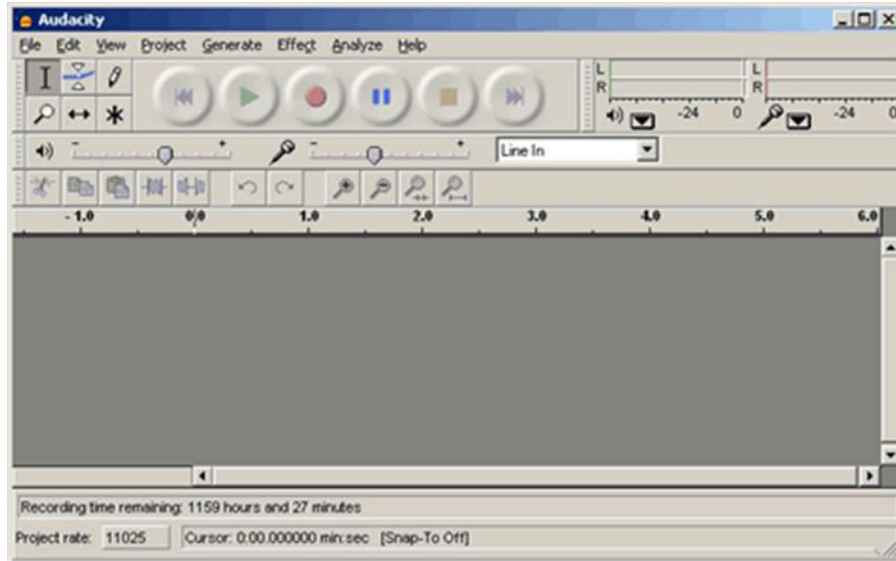 Audacity
File Edit View Project Generate Effect Analyze Help
L
R
-24 0
L
R
-24 0
- + - + Line In
- 1.0 0.0 1.0 2.0 3.0 4.0 5.0 6.0
Recording time remaining: 1159 hours and 27 minutes
Project rate: 11025 Cursor: 0:00.000000 min:sec [Snap-To Off]